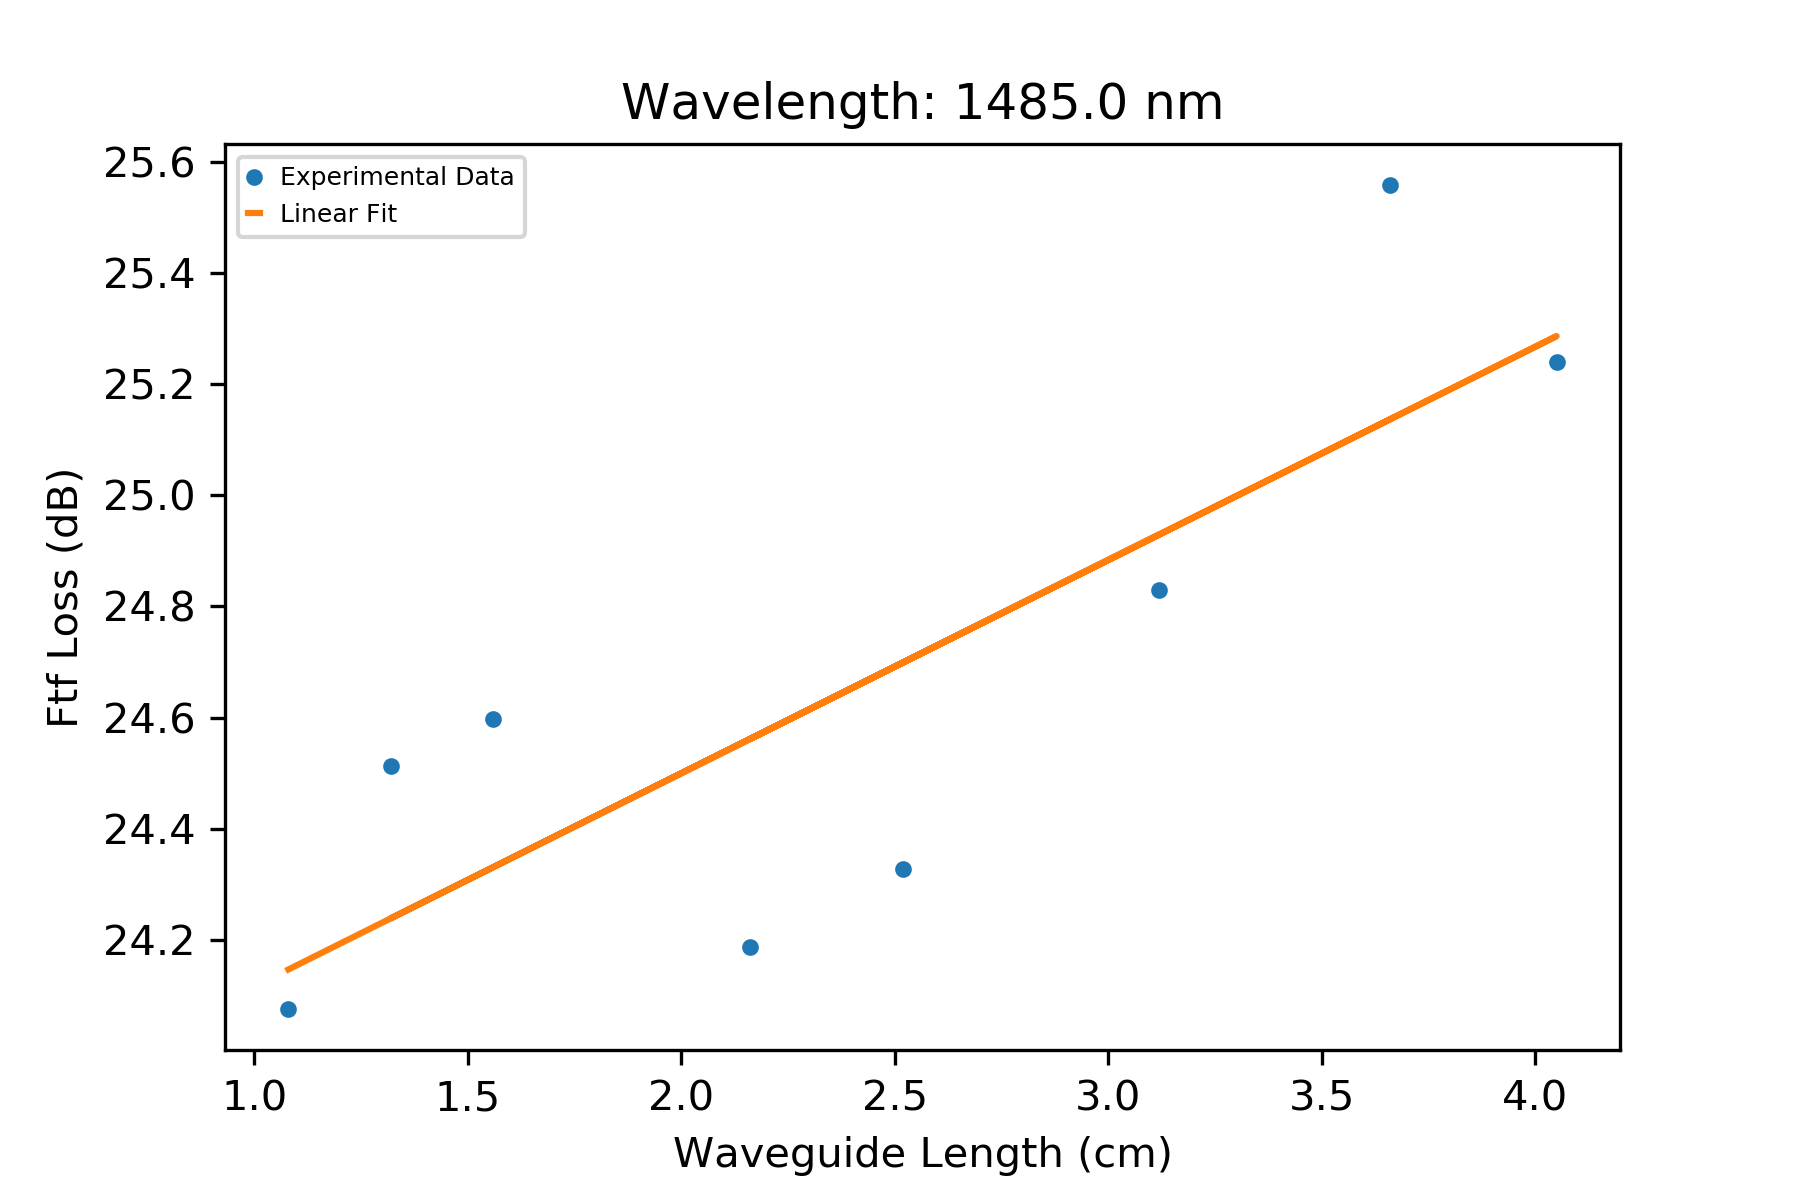 Wavelength: 1485.0 nm
Experimental Data
Linear Fit
25.6
25.4
25.2
25.0
24.8
24.6
24.4
24.2
Ftf Loss (dB)
1.0 1.5 2.0 2.5 3.0 3.5 4.0
Waveguide Length (cm)